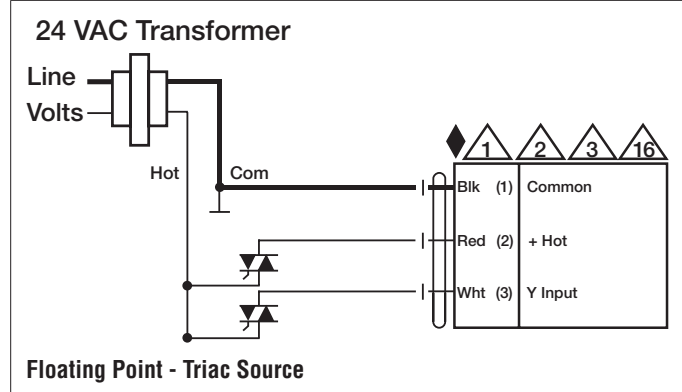 24 VAC Transformer
Line
Volts
Hot
Com
1
2
3
16
Blk (1) Common
Red (2) + Hot
Wht (3) Y Input
Floating Point - Triac Source